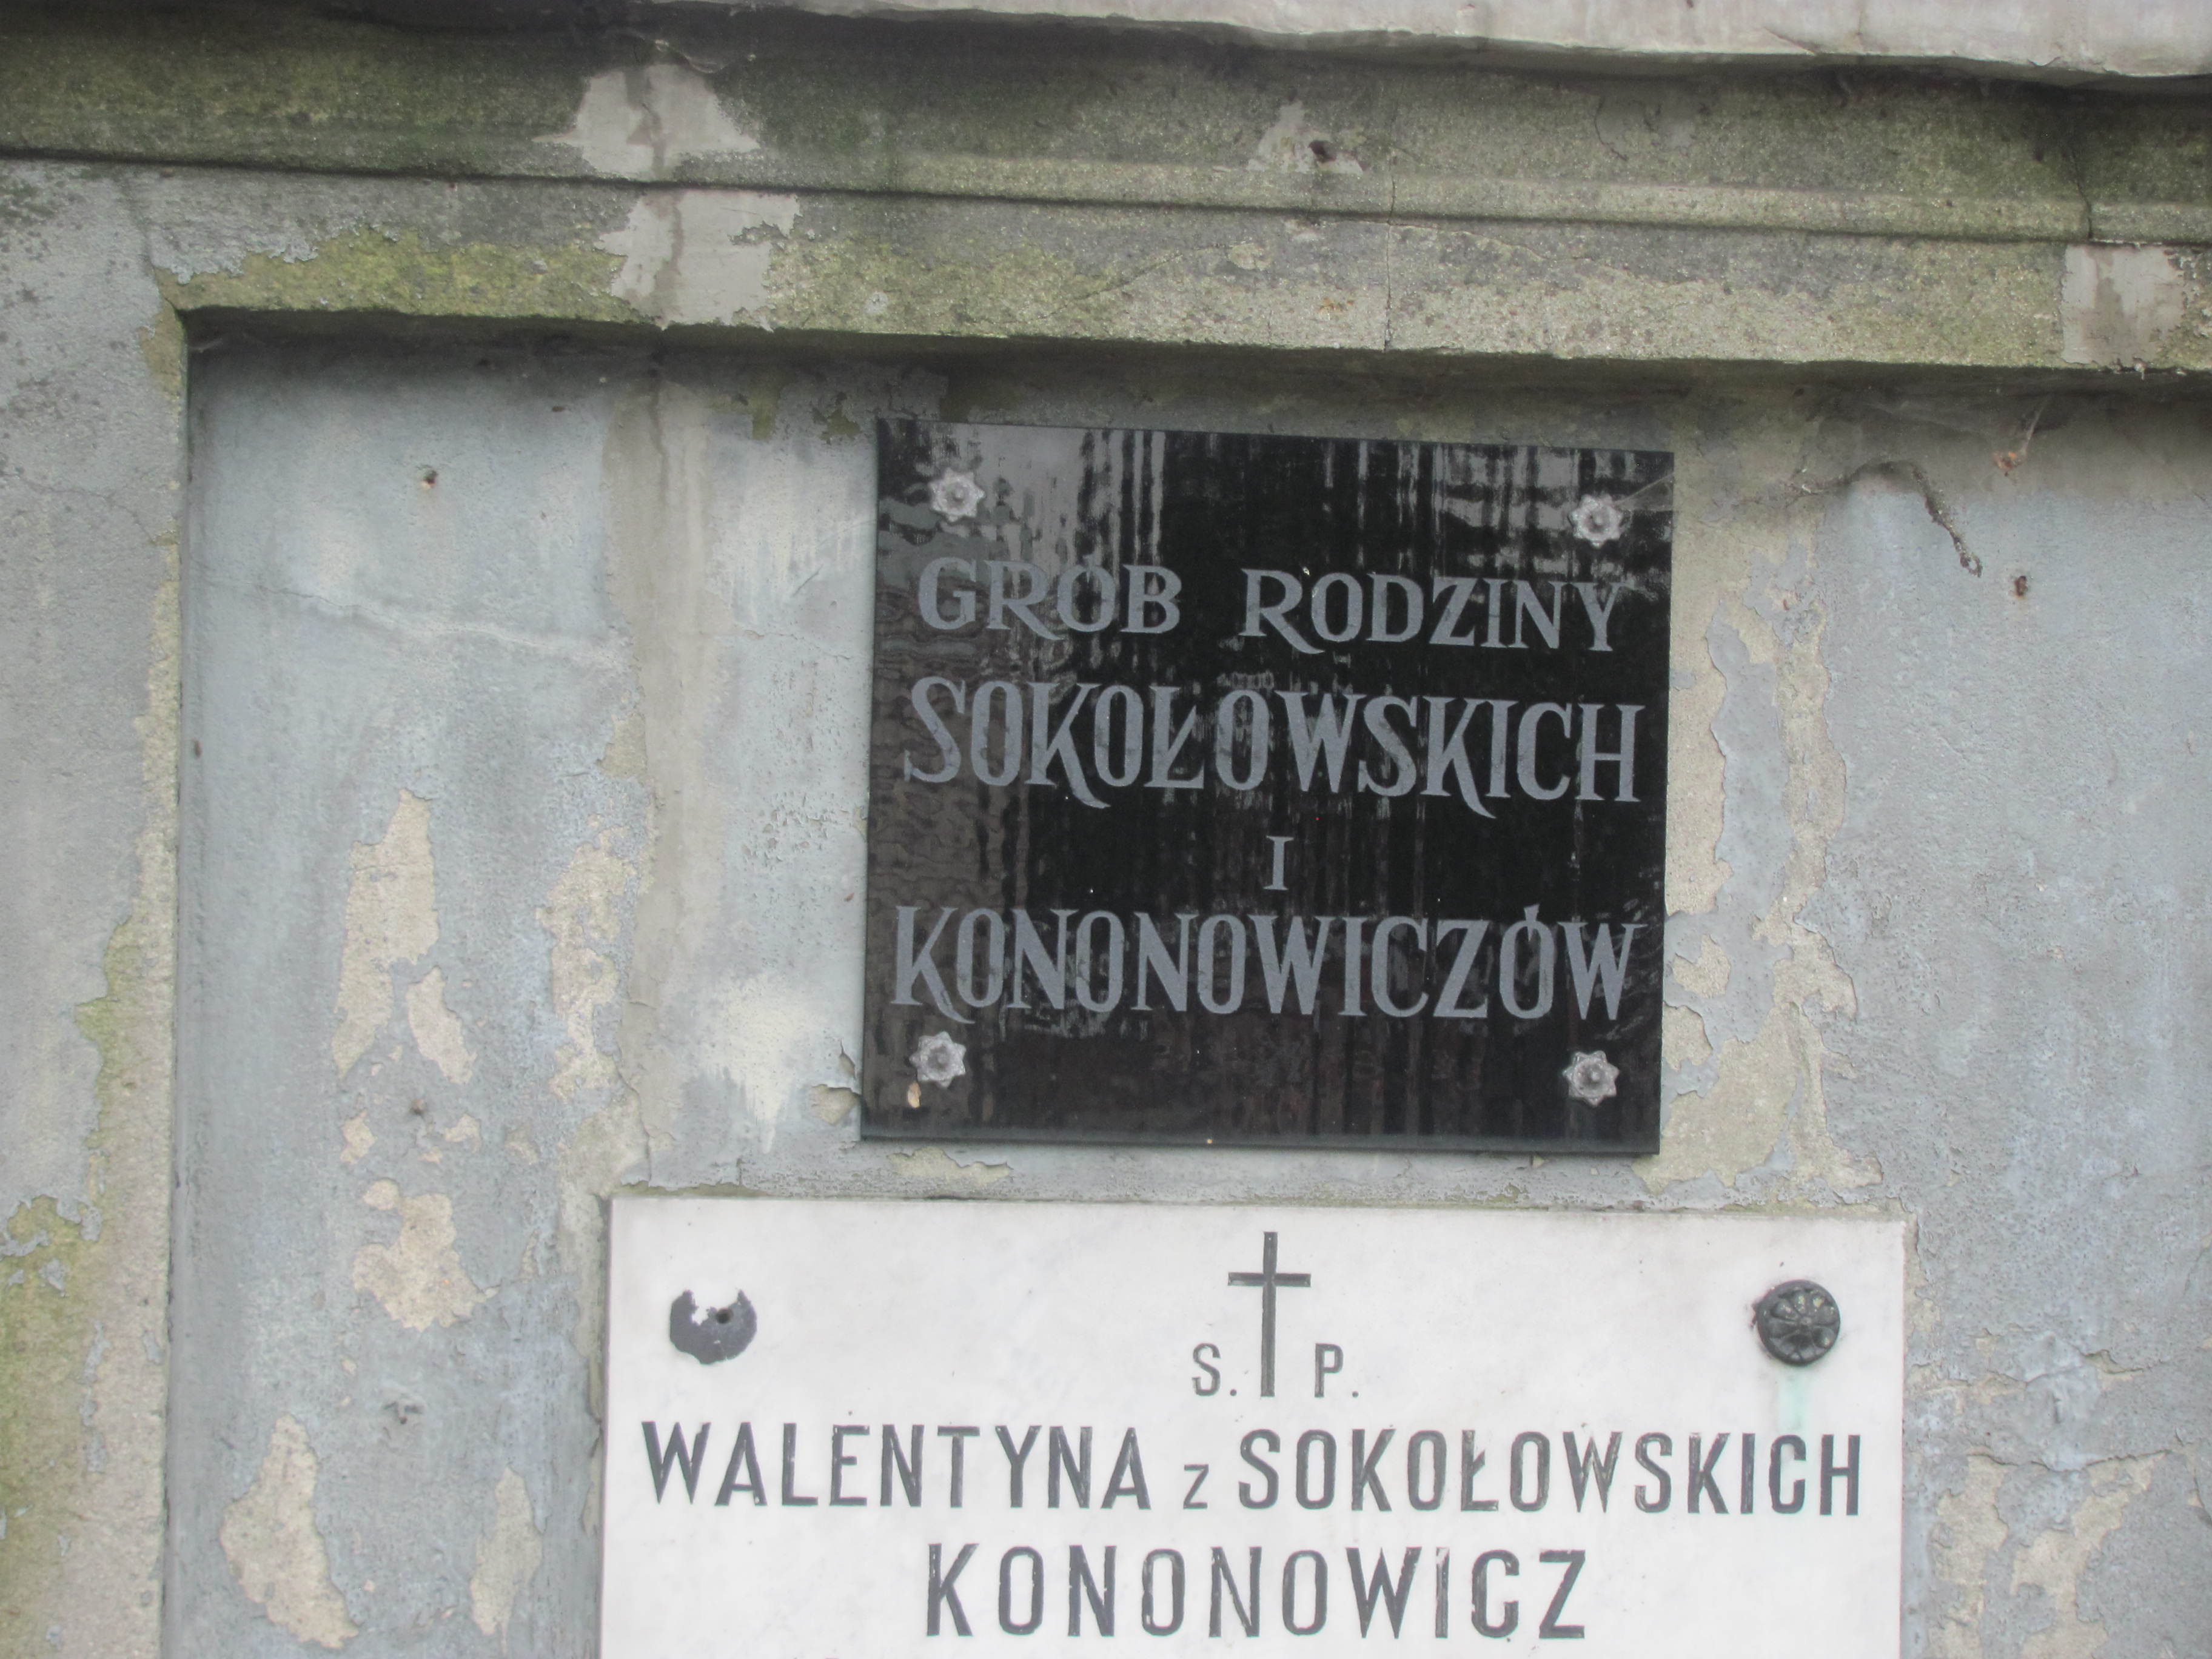 GRÓB RODZINY
SOKOŁOWSKICH
I
KONONOWICZÓW
S. P.
WALENTYNA z SOKOŁOWSKICH
KONONOWICZ